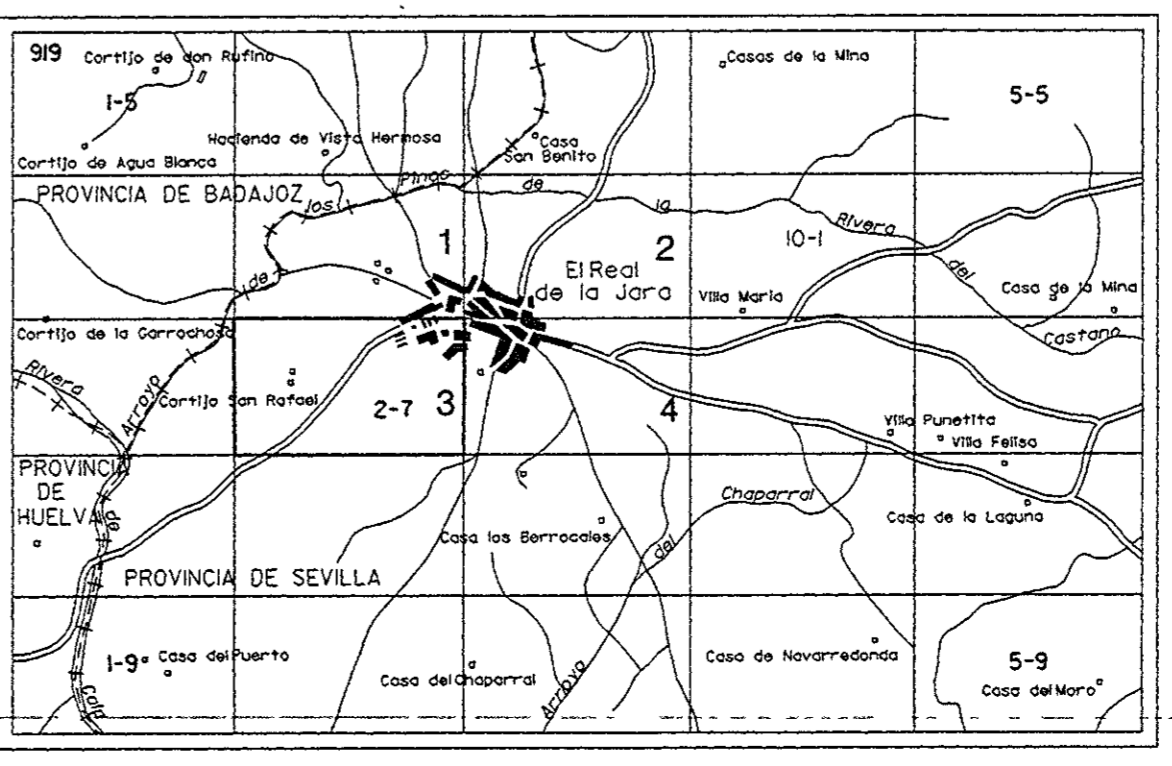 919
Cortijo de don Rufino
Casas de la Mina
1-5
5-5
Hacienda de Vista Hermosa
Casa
San Benito
Cortijo de Agua Blanca
PROVINCIA DE BADAJOZ
los
Pinos
de
la
Rivera
del
Castano
1
2
10-1
El Real
de la Jara
Villa Maria
Casa de la Mina
de
Arroyo
Cortijo de la Garrochosa
Rivera
Cortijo San Rafael
2-7
3
4
Villa Punetita
Villa Felisa
PROVINCIA
DE
HUELVA
de
Cala
Chaparral
del
Arroyo
Casa de la Laguna
Casa los Berrocales
PROVINCIA DE SEVILLA
1-9
Casa del Puerto
Casa del Chaparral
Casa de Navarredonda
5-9
Casa del Moro